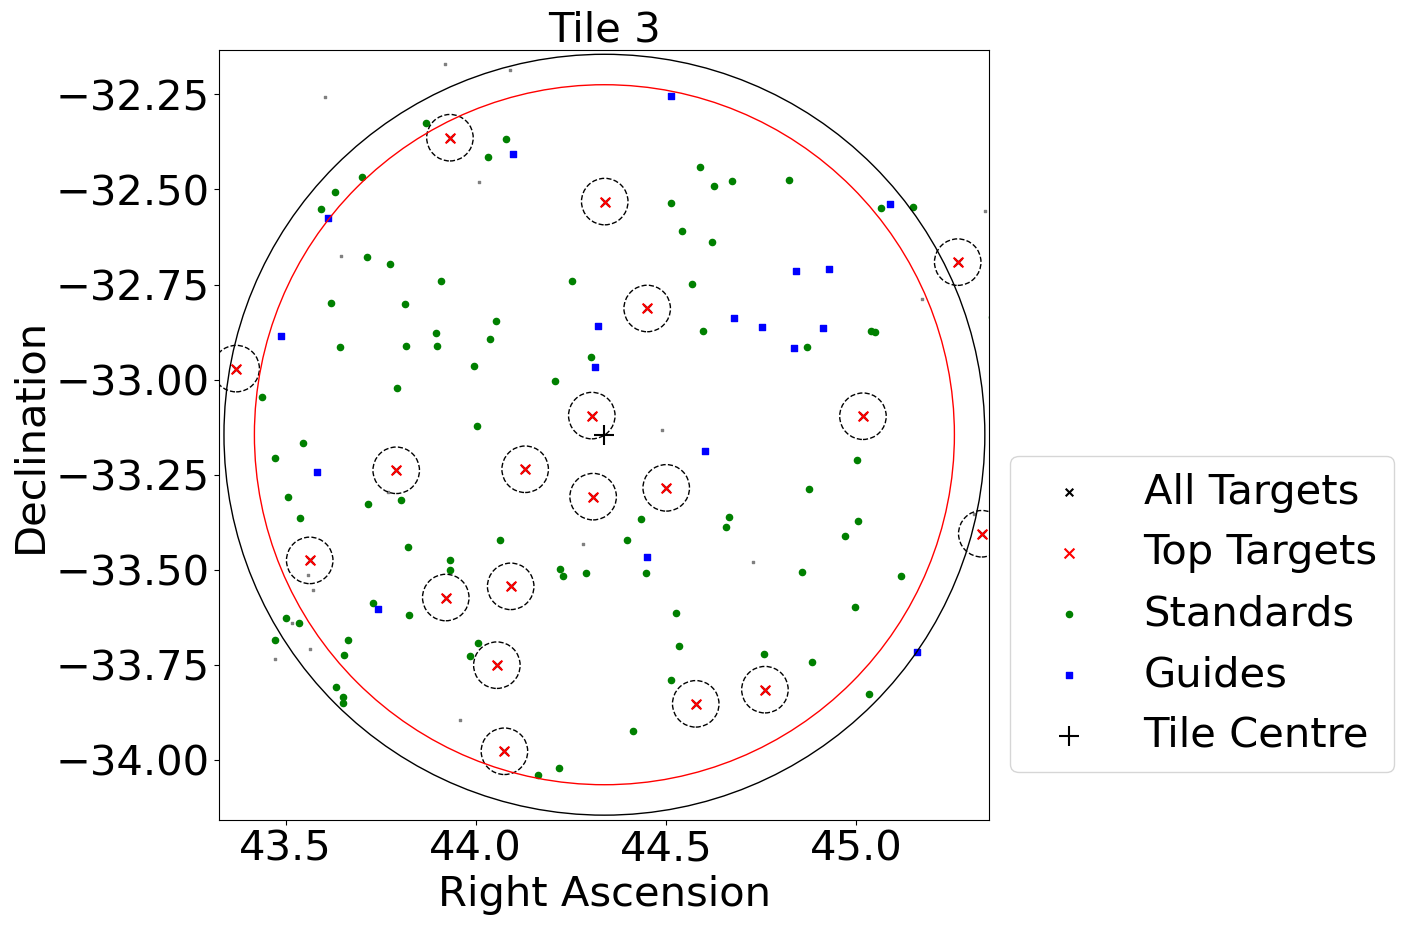 Tile 3
−32.25
−32.50
−32.75
−33.00
−33.25
−33.50
−33.75
−34.00
Declination
43.5 44.0 44.5 45.0
Right Ascension
All Targets
Top Targets
Standards
Guides
Tile Centre